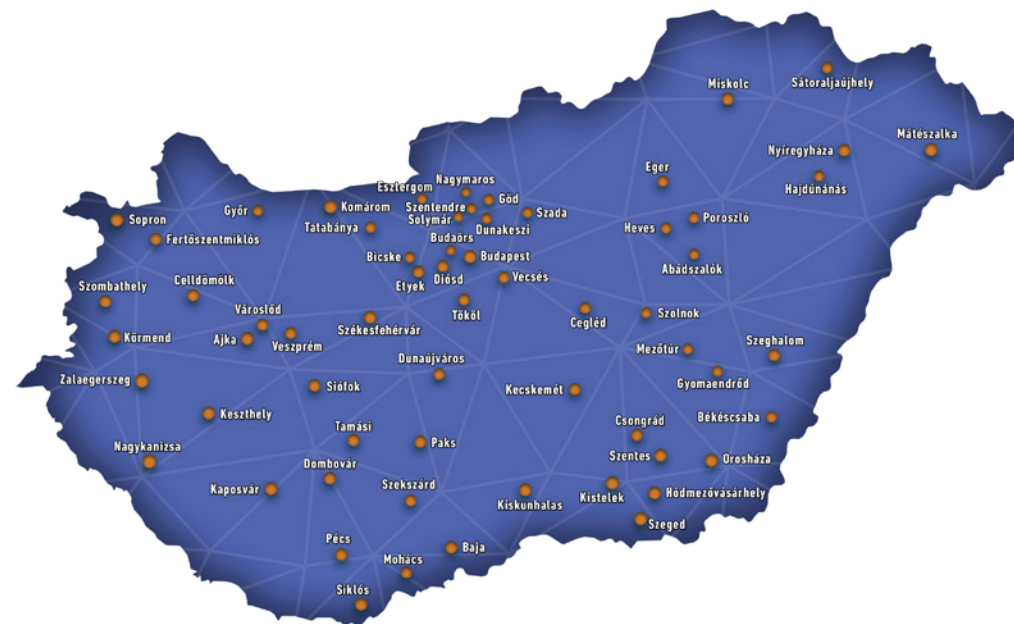 Miskolc
Sátoraljaújhely
Mátészalka
Nyíregyháza
Hajdúnánás
Eger
Nagymaros
Esztergom
Göd
Szentendre
Szada
Győr
Komárom
Solymár
Poroszló
Sopron
Tatabánya
Dunakeszi
Heves
Fertőszentmiklós
Budaörs
Bicske
Budapest
Abádszalók
Etyek
Diósd
Vecsés
Celldömölk
Szombathely
Városlőd
Tököl
Cegléd
Szolnok
Székesfehérvár
Körmend
Ajka
Veszprém
Szeghalom
Mezőtúr
Dunaújváros
Zalaegerszeg
Siófok
Kecskemét
Gyomaendrőd
Keszthely
Békéscsaba
Csongrád
Tamási
Paks
Nagykanizsa
Szentes
Orosháza
Dombovár
Szekszárd
Kaposvár
Kiskunhalas
Kistelek
Hódmezővásárhely
Szeged
Pécs
Baja
Mohács
Siklós